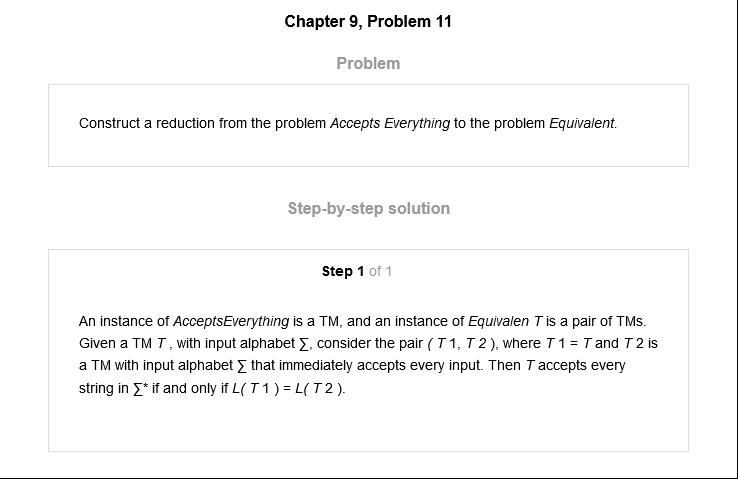 Chapter 9, Problem 11
Problem
Construct a reduction from the problem Accepts Everything to the problem Equivalent.
Step-by-step solution
Step 1 of 1
An instance of AcceptsEverything is a TM, and an instance of Equivalen T is a pair of TMs.
Given a TM T , with input alphabet ∑, consider the pair ( T 1, T 2 ), where T 1 = T and T 2 is
a TM with input alphabet ∑ that immediately accepts every input. Then T accepts every
string in ∑* if and only if L( T 1 ) = L( T 2 ).